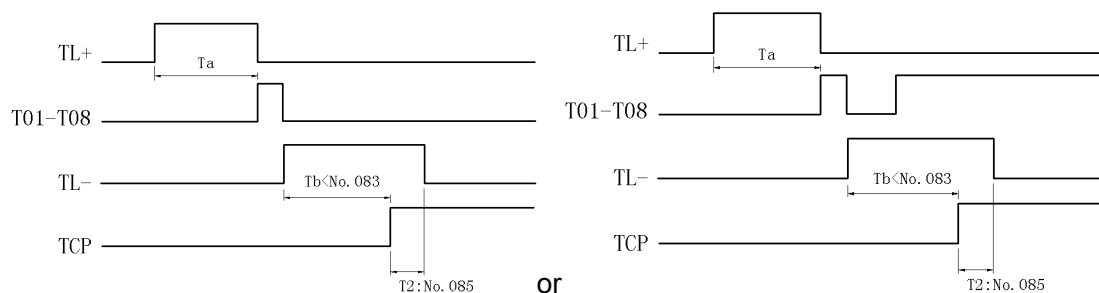 TL+
Ta
T01-T08
TL-
Tb<No. 083
TCP
T2:No. 085
or
TL+
Ta
T01-T08
TL-
Tb<No. 083
TCP
T2:No. 085